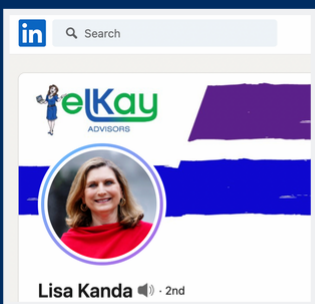 in
Search
elKay
ADVISORS
Lisa Kanda
· 2nd